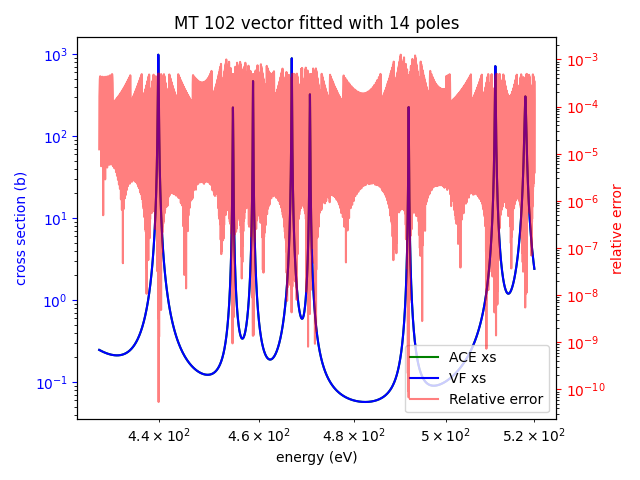 MT 102 vector fitted with 14 poles
10³
10²
10¹
10⁰
10⁻¹
cross section (b)
10⁻³
10⁻⁴
10⁻⁵
10⁻⁶
10⁻⁷
10⁻⁸
10⁻⁹
10⁻¹⁰
relative error
ACE xs
VF xs
Relative error
4.4 × 10² 4.6 × 10² 4.8 × 10² 5 × 10² 5.2 × 10²
energy (eV)